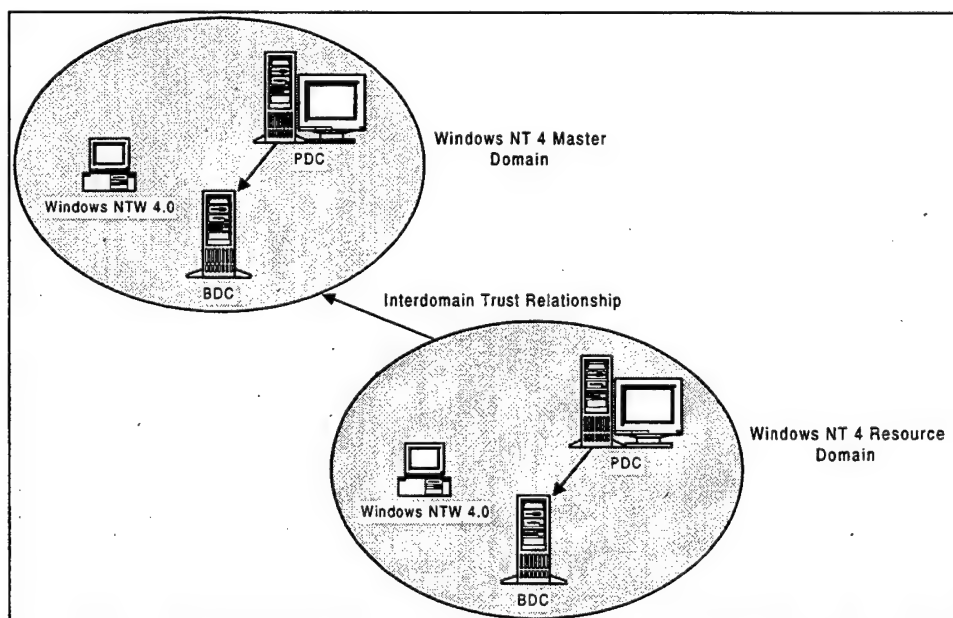 PDC
Windows NT 4 Master
Domain
Windows NTW 4.0
BDC
Interdomain Trust Relationship
PDC
Windows NT 4 Resource
Domain
Windows NTW 4.0
BDC